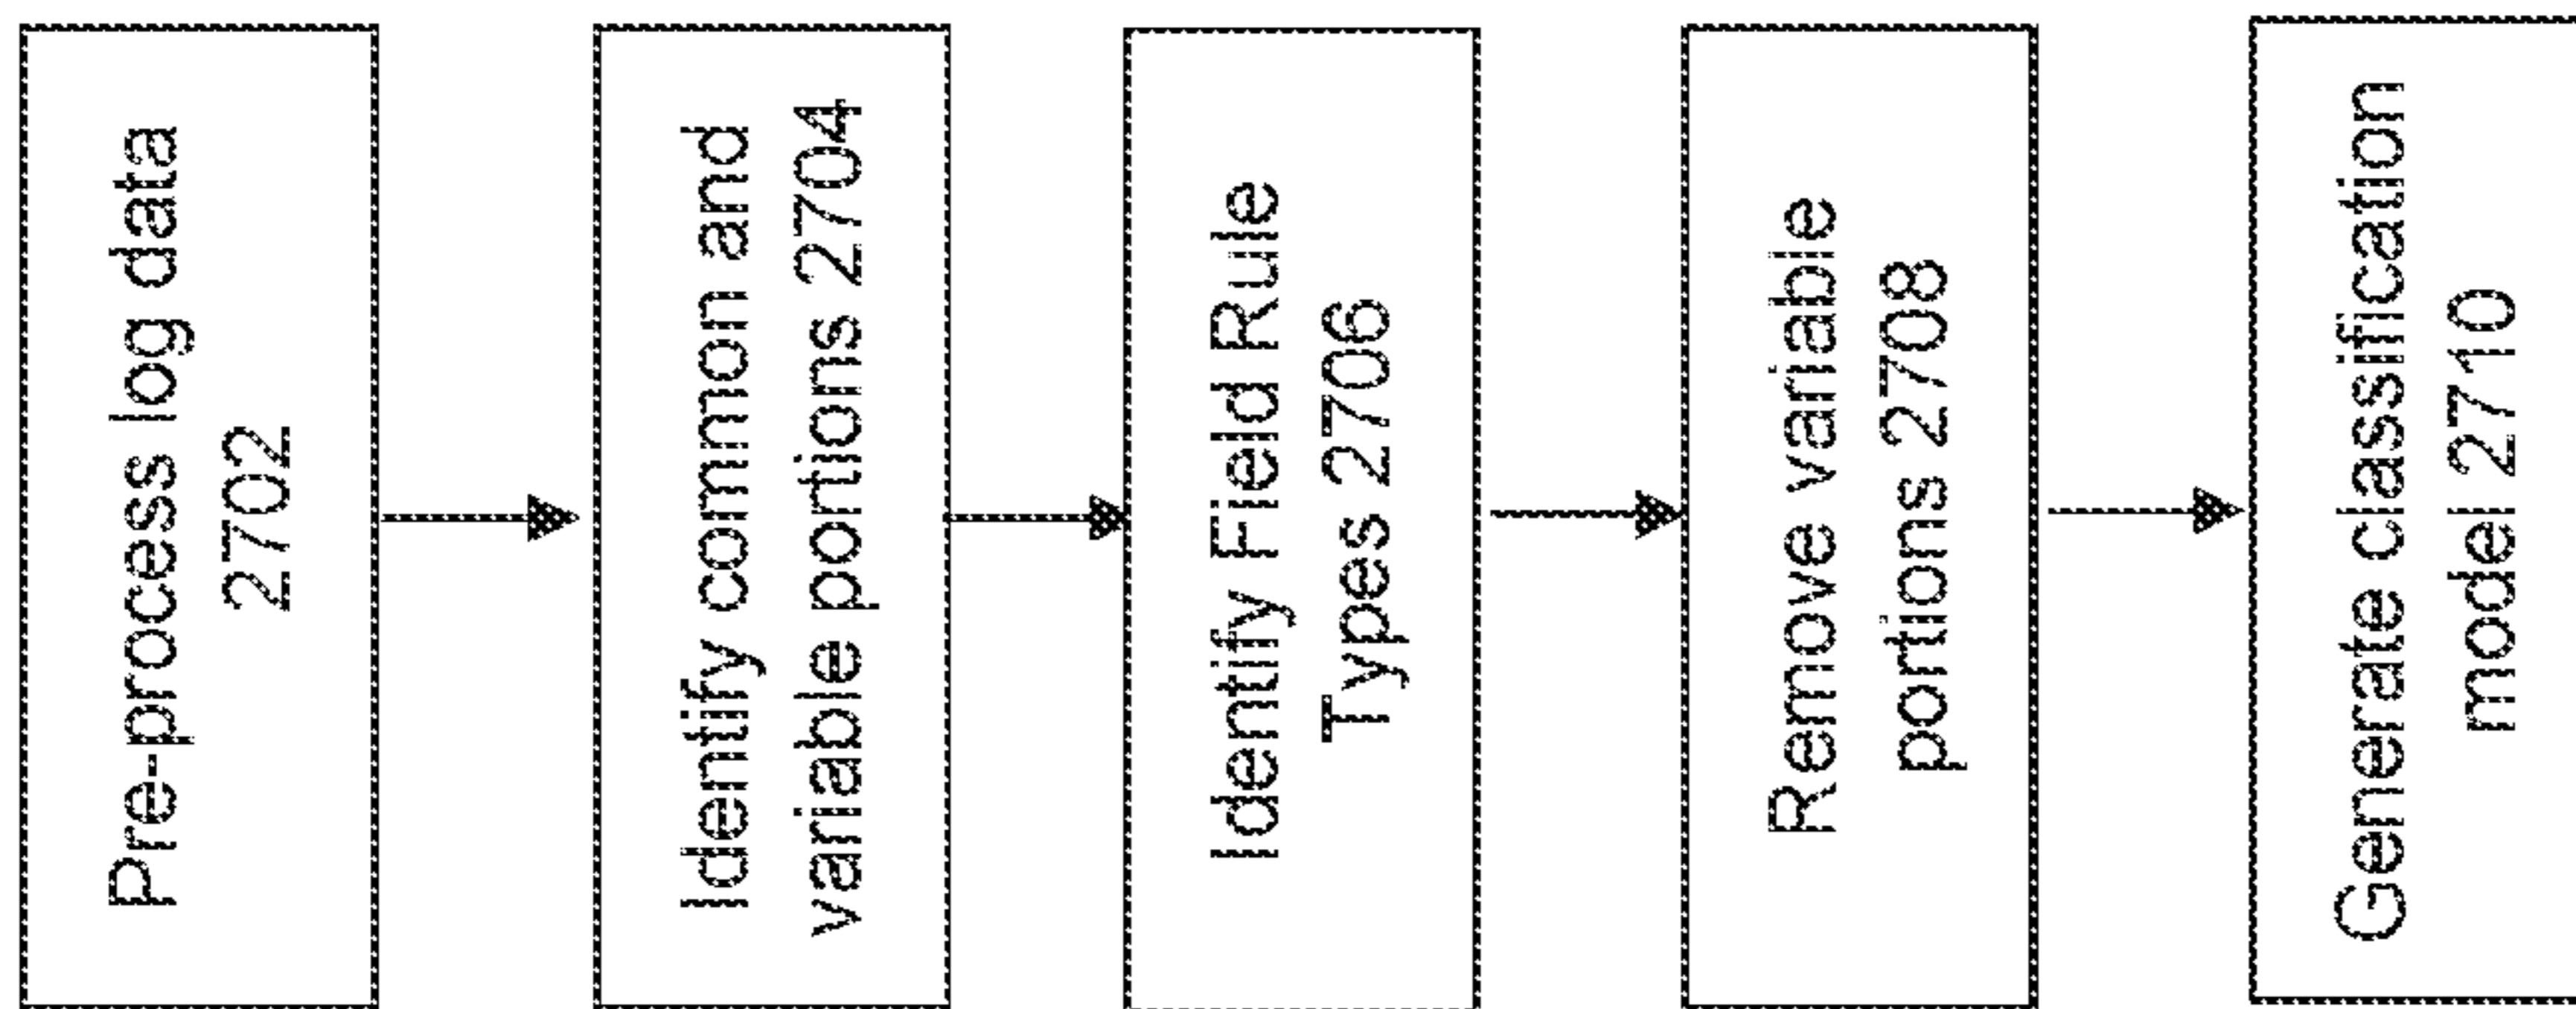 Pre-process log data
2702
Identify common and
variable portions 2704
Identify Field Rule
Types 2706
Remove variable
portions 2708
Generate classification
model 2710